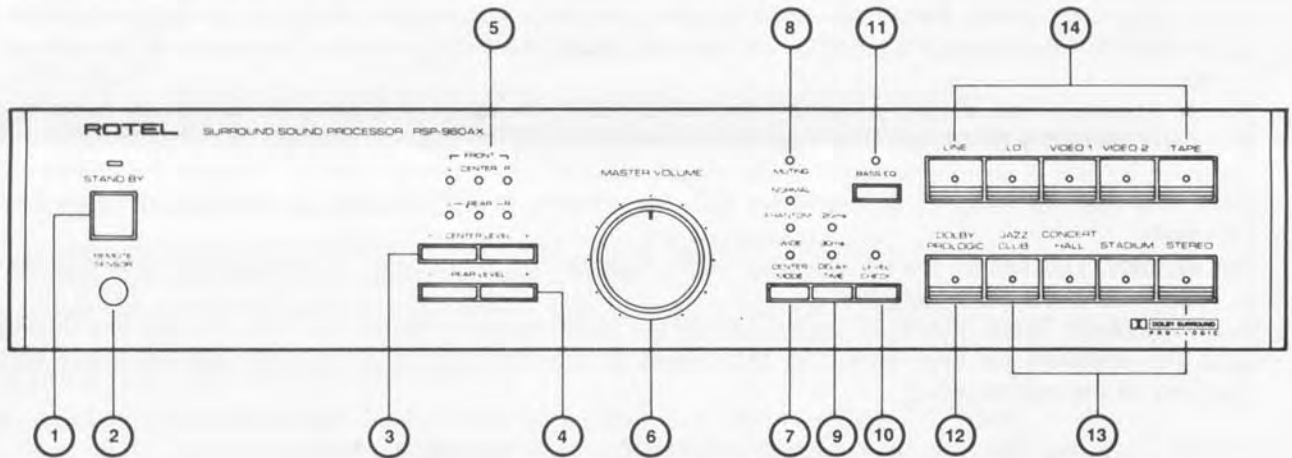 5
8
11
14
ROTEL SURROUND SOUND PROCESSOR RSP-960AX
STAND BY
REMOTE SENSOR
FRONT
L CENTER R
L REAR R
- CENTER LEVEL +
- REAR LEVEL +
MASTER VOLUME
MUTING
NORMAL
PHANTOM 20ms
WIDE 30ms
CENTER MODE
DELAY TIME
LEVEL CHECK
BASS EQ
LINE LD VIDEO 1 VIDEO 2 TAPE
DOLBY PROLOGIC
JAZZ CLUB
CONCERT HALL
STADIUM
STEREO
DOLBY SURROUND
PRO-LOGIC
1
2
3
4
6
7
9
10
12
13